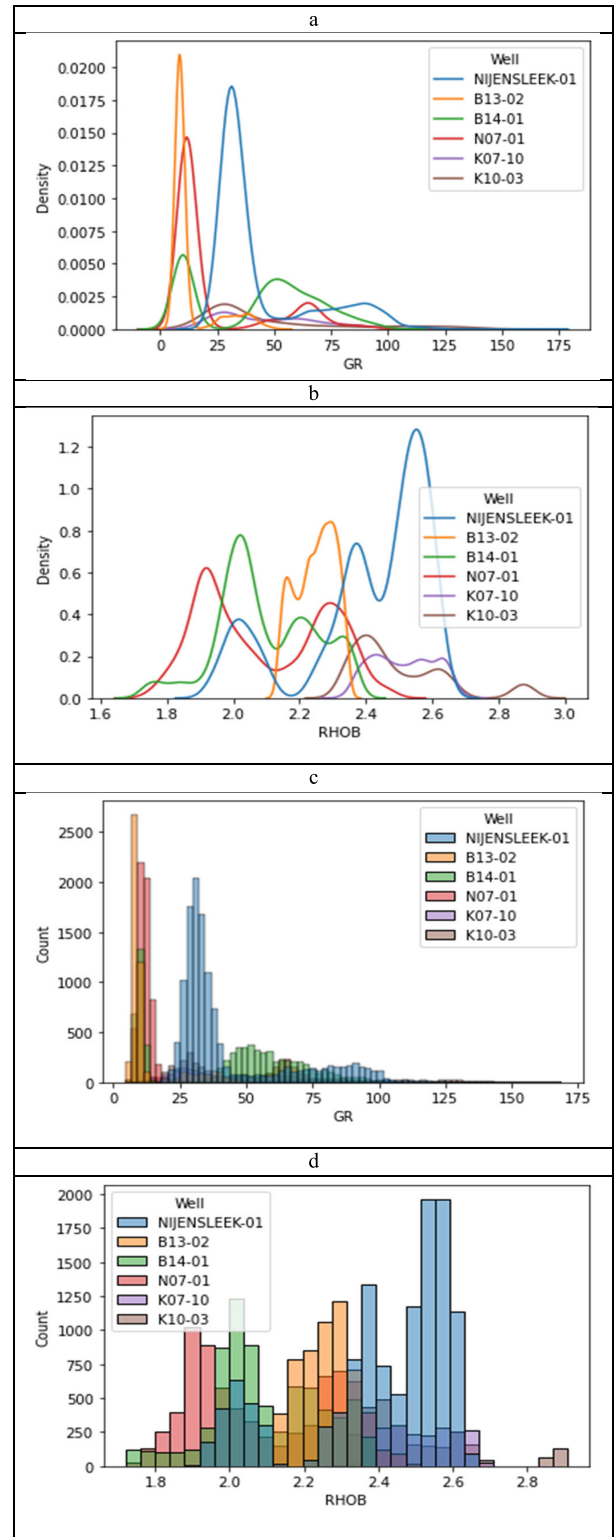 a
Well
NIJENSLEEK-01
B13-02
B14-01
N07-01
K07-10
K10-03
0.0200
0.0175
0.0150
0.0125
0.0100
0.0075
0.0050
0.0025
0.0000
Density
0 25 50 75 100 125 150 175
GR
b
Well
NIJENSLEEK-01
B13-02
B14-01
N07-01
K07-10
K10-03
1.2
1.0
0.8
0.6
0.4
0.2
0.0
Density
1.6 1.8 2.0 2.2 2.4 2.6 2.8 3.0
RHOB
c
Well
NIJENSLEEK-01
B13-02
B14-01
N07-01
K07-10
K10-03
2500
2000
1500
1000
500
0
Count
0 25 50 75 100 125 150 175
GR
d
Well
NIJENSLEEK-01
B13-02
B14-01
N07-01
K07-10
K10-03
2000
1750
1500
1250
1000
750
500
250
0
Count
1.8 2.0 2.2 2.4 2.6 2.8
RHOB